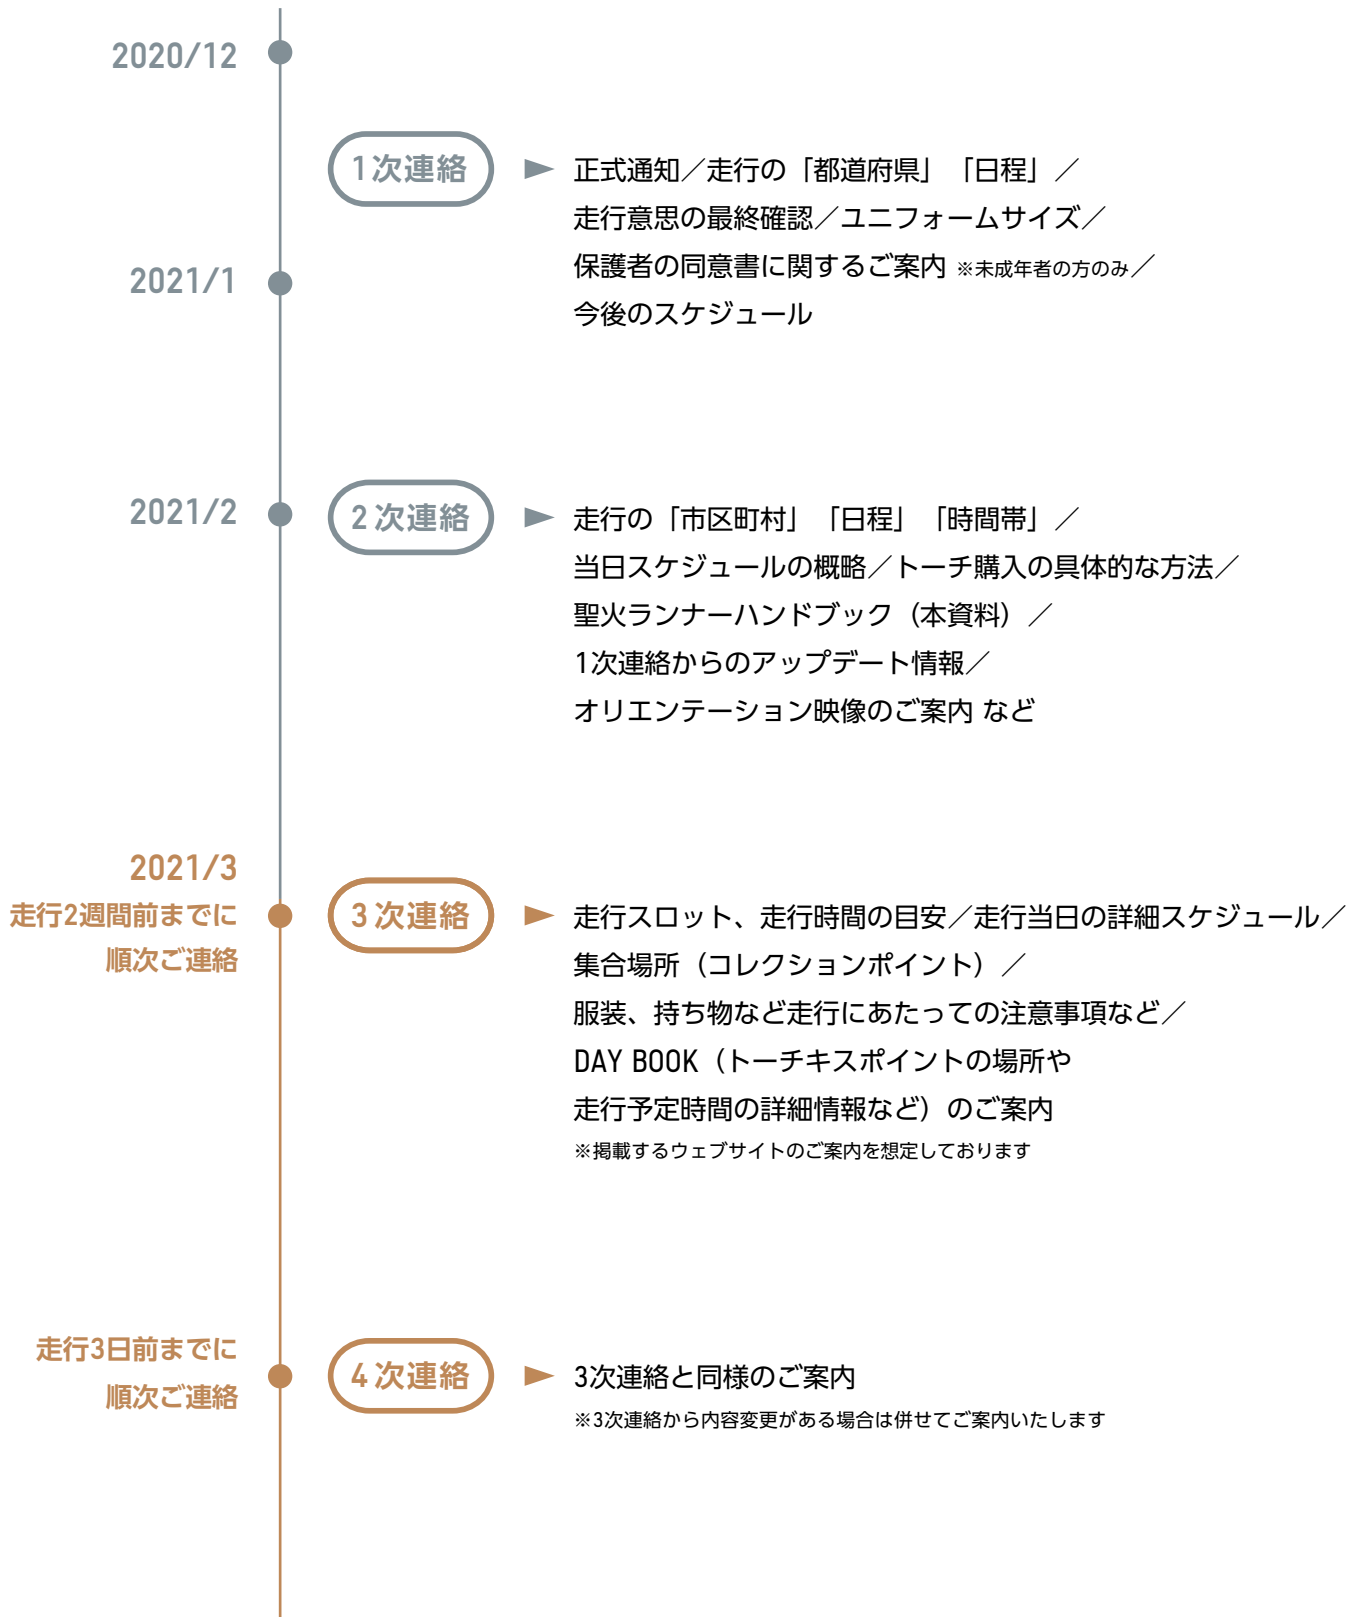 2020/12
1次連絡
正式通知／走行の「都道府県」「日程」／
走行意思の最終確認／ユニフォームサイズ／
保護者の同意書に関するご案内 ※未成年者の方のみ／
今後のスケジュール
2021/1
2021/2
2次連絡
走行の「市区町村」「日程」「時間帯」／
当日スケジュールの概略／トーチ購入の具体的な方法／
聖火ランナーハンドブック（本資料）／
1次連絡からのアップデート情報／
オリエンテーション映像のご案内 など
2021/3
走行2週間前までに
順次ご連絡
3次連絡
走行スロット、走行時間の目安／走行当日の詳細スケジュール／
集合場所（コレクションポイント）／
服装、持ち物など走行にあたっての注意事項など／
DAY BOOK（トーチキスポイントの場所や
走行予定時間の詳細情報など）のご案内
※掲載するウェブサイトのご案内を想定しております
走行3日前までに
順次ご連絡
4次連絡
3次連絡と同様のご案内
※3次連絡から内容変更がある場合は併せてご案内いたします